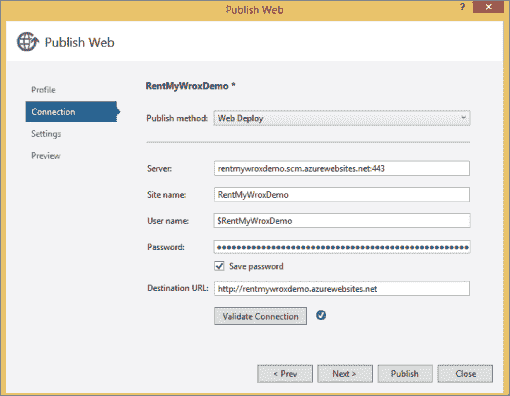 Publish Web
?
Publish Web
Profile
Connection
Settings
Preview
RentMyWroxDemo *
Publish method: Web Deploy
Server: rentmywroxdemo.scm.azurewebsites.net:443
Site name: RentMyWroxDemo
User name: $RentMyWroxDemo
Password:
Save password
Destination URL: http://rentmywroxdemo.azurewebsites.net
Validate Connection
< Prev Next > Publish Close